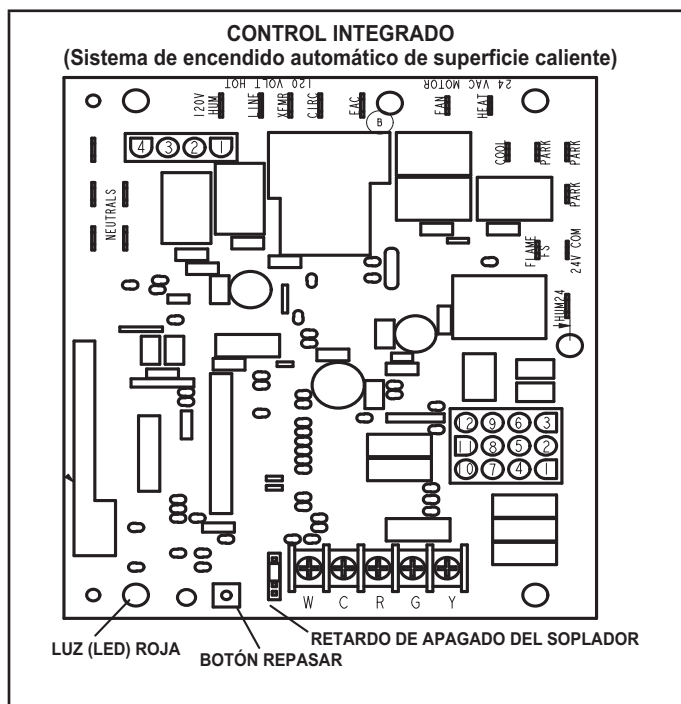 CONTROL INTEGRADO
(Sistema de encendido automático de superficie caliente)
120 VOLT HOT
24 VAC MOTOR
120V
HUM
LINE
XFMR
CIRC
EAC
FAN
HEAT
B
4 3 2 1
COOL
PARK
PARK
PARK
NEUTRALS
FLAME
FS
24V COM
HUM24
12 9 6 3
11 8 5 2
10 7 4 1
W C R G Y
LUZ (LED) ROJA
BOTÓN REPASAR
RETARDO DE APAGADO DEL SOPLADOR